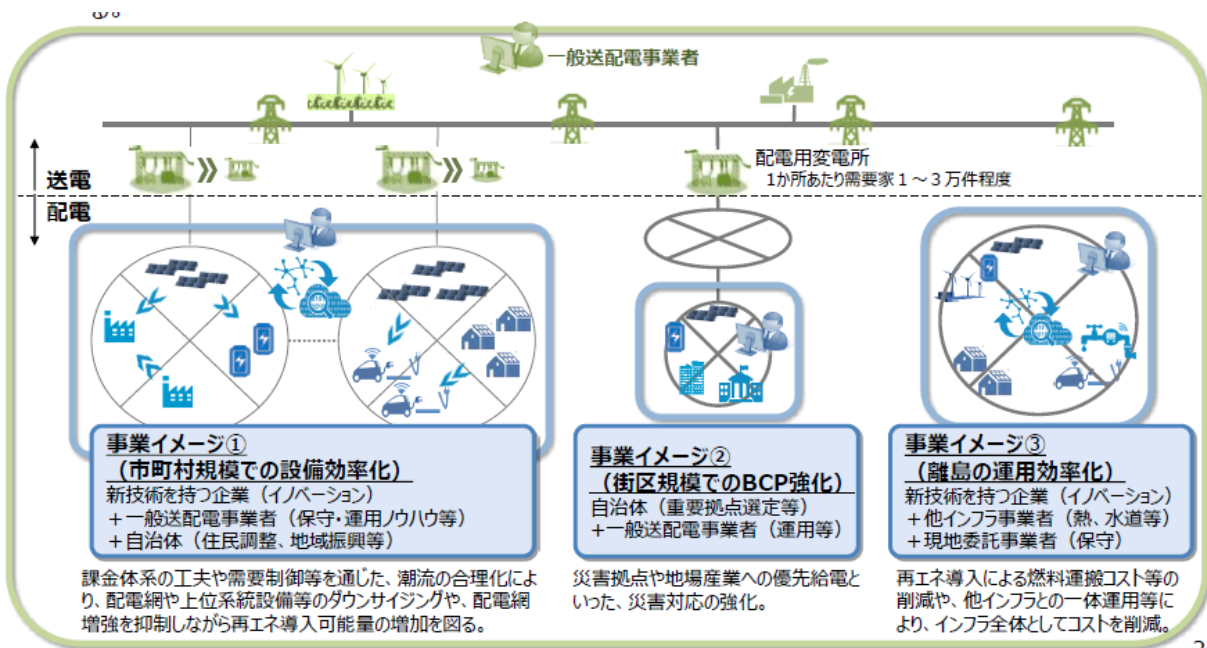 一般送配電事業者
送電
配電
配電用変電所
1か所あたり需要家1～3万件程度
事業イメージ①
（市町村規模での設備効率化）
新技術を持つ企業（イノベーション）
＋一般送配電事業者（保守・運用ノウハウ等）
＋自治体（住民調整、地域振興等）
課金体系の工夫や需要制御等を通じた、潮流の合理化によ
り、配電網や上位系統設備等のダウンサイジングや、配電網
増強を抑制しながら再エネ導入可能量の増加を図る。
事業イメージ②
（街区規模でのBCP強化）
自治体（重要拠点選定等）
＋一般送配電事業者（運用等）
災害拠点や地場産業への優先給電と
いった、災害対応の強化。
事業イメージ③
（離島の運用効率化）
新技術を持つ企業（イノベーション）
＋他インフラ事業者（熱、水道等）
＋現地委託事業者（保守）
再エネ導入による燃料運搬コスト等の
削減や、他インフラとの一体運用等に
より、インフラ全体としてコストを削減。